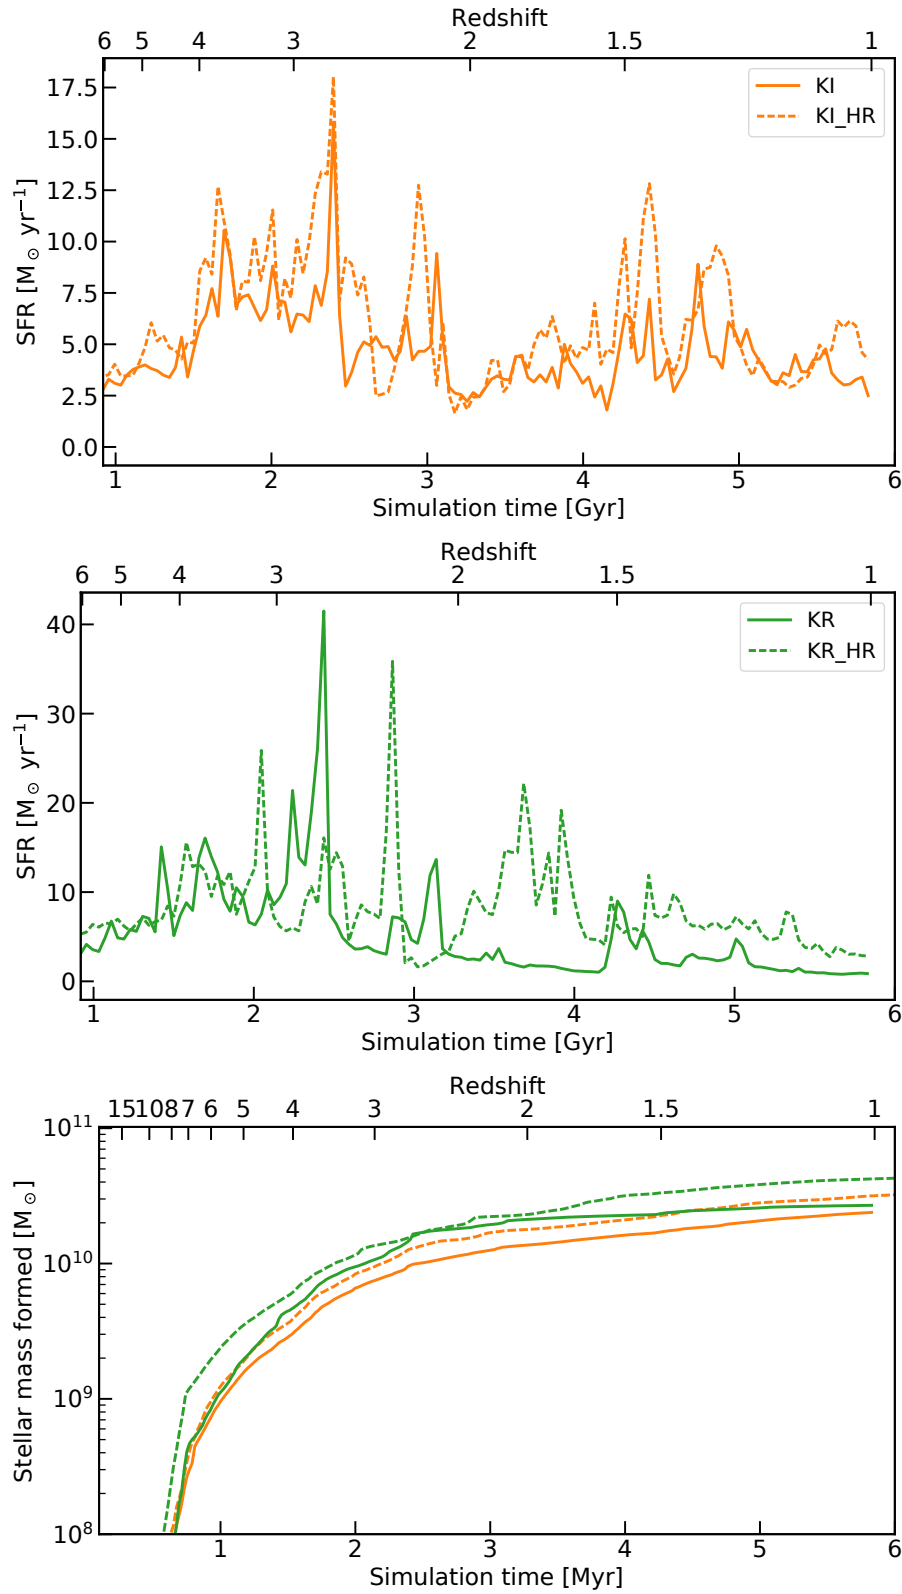 Redshift
6 5 4 3 2 1.5 1
17.5
15.0
12.5
10.0
7.5
5.0
2.5
0.0
SFR [M⊙ yr⁻¹]
KI
KI_HR
1 2 3 4 5 6
Simulation time [Gyr]
Redshift
6 5 4 3 2 1.5 1
40
30
20
10
0
SFR [M⊙ yr⁻¹]
KR
KR_HR
1 2 3 4 5 6
Simulation time [Gyr]
Redshift
15 10 8 7 6 5 4 3 2 1.5 1
10¹¹
10¹⁰
10⁹
10⁸
Stellar mass formed [M⊙]
1 2 3 4 5 6
Simulation time [Myr]